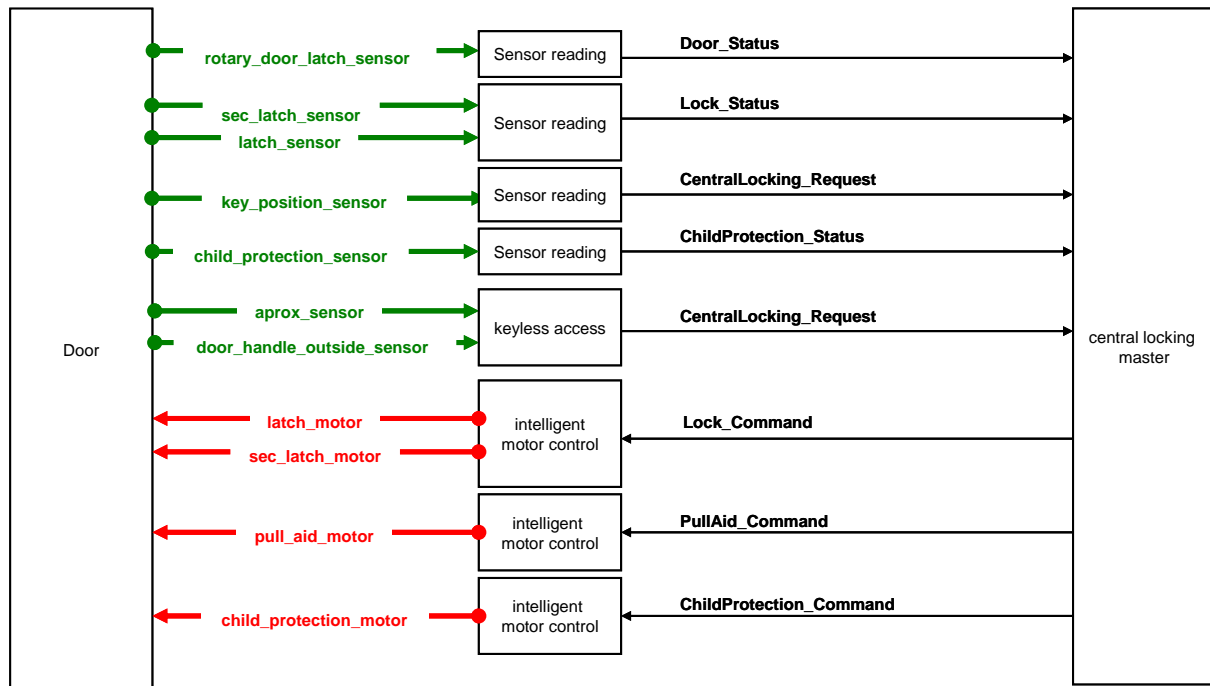 Door
rotary_door_latch_sensor
Sensor reading
Door_Status
sec_latch_sensor
latch_sensor
Sensor reading
Lock_Status
key_position_sensor
Sensor reading
CentralLocking_Request
child_protection_sensor
Sensor reading
ChildProtection_Status
aprox_sensor
door_handle_outside_sensor
keyless access
CentralLocking_Request
latch_motor
sec_latch_motor
intelligent
motor control
Lock_Command
pull_aid_motor
intelligent
motor control
PullAid_Command
child_protection_motor
intelligent
motor control
ChildProtection_Command
central locking
master